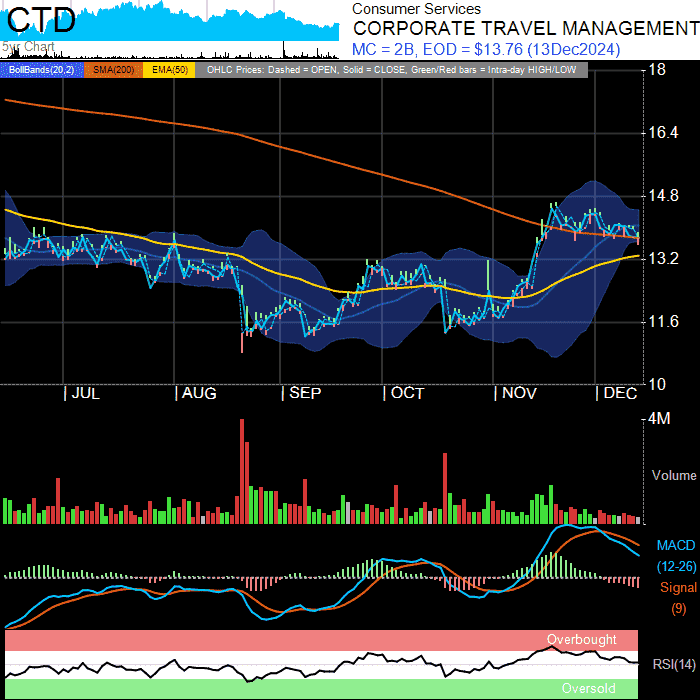 CTD
5yr Chart
Consumer Services
CORPORATE TRAVEL MANAGEMENT
MC = 2B, EOD = $13.76 (13Dec2024)
BollBands(20,2) SMA(200) EMA(50) OHLC Prices: Dashed = OPEN, Solid = CLOSE, Green/Red bars = Intra-day HIGH/LOW
18
16.4
14.8
13.2
11.6
10
JUL AUG SEP OCT NOV DEC
4M
Volume
MACD
(12-26)
Signal
(9)
Overbought
RSI(14)
Oversold